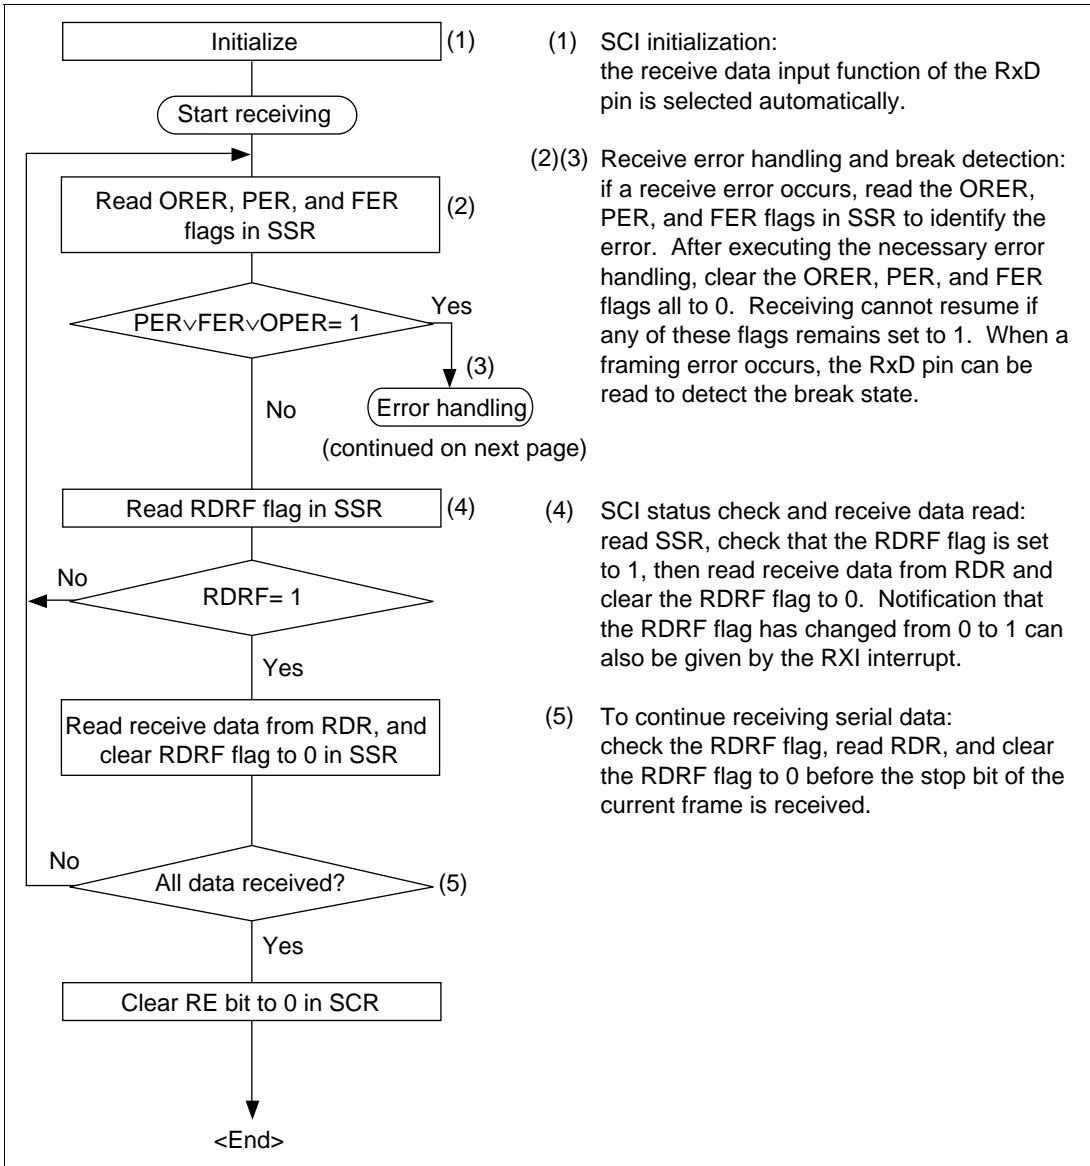 Initialize
(1)
Start receiving
Read ORER, PER, and FER
flags in SSR
(2)
PER∨FER∨OPER= 1
Yes
(3)
No
Error handling
(continued on next page)
Read RDRF flag in SSR
(4)
No
RDRF= 1
Yes
Read receive data from RDR, and
clear RDRF flag to 0 in SSR
No
All data received?
(5)
Yes
Clear RE bit to 0 in SCR
<End>
(1) SCI initialization:
the receive data input function of the RxD
pin is selected automatically.
(2)(3) Receive error handling and break detection:
if a receive error occurs, read the ORER,
PER, and FER flags in SSR to identify the
error. After executing the necessary error
handling, clear the ORER, PER, and FER
flags all to 0. Receiving cannot resume if
any of these flags remains set to 1. When a
framing error occurs, the RxD pin can be
read to detect the break state.
(4) SCI status check and receive data read:
read SSR, check that the RDRF flag is set
to 1, then read receive data from RDR and
clear the RDRF flag to 0. Notification that
the RDRF flag has changed from 0 to 1 can
also be given by the RXI interrupt.
(5) To continue receiving serial data:
check the RDRF flag, read RDR, and clear
the RDRF flag to 0 before the stop bit of the
current frame is received.